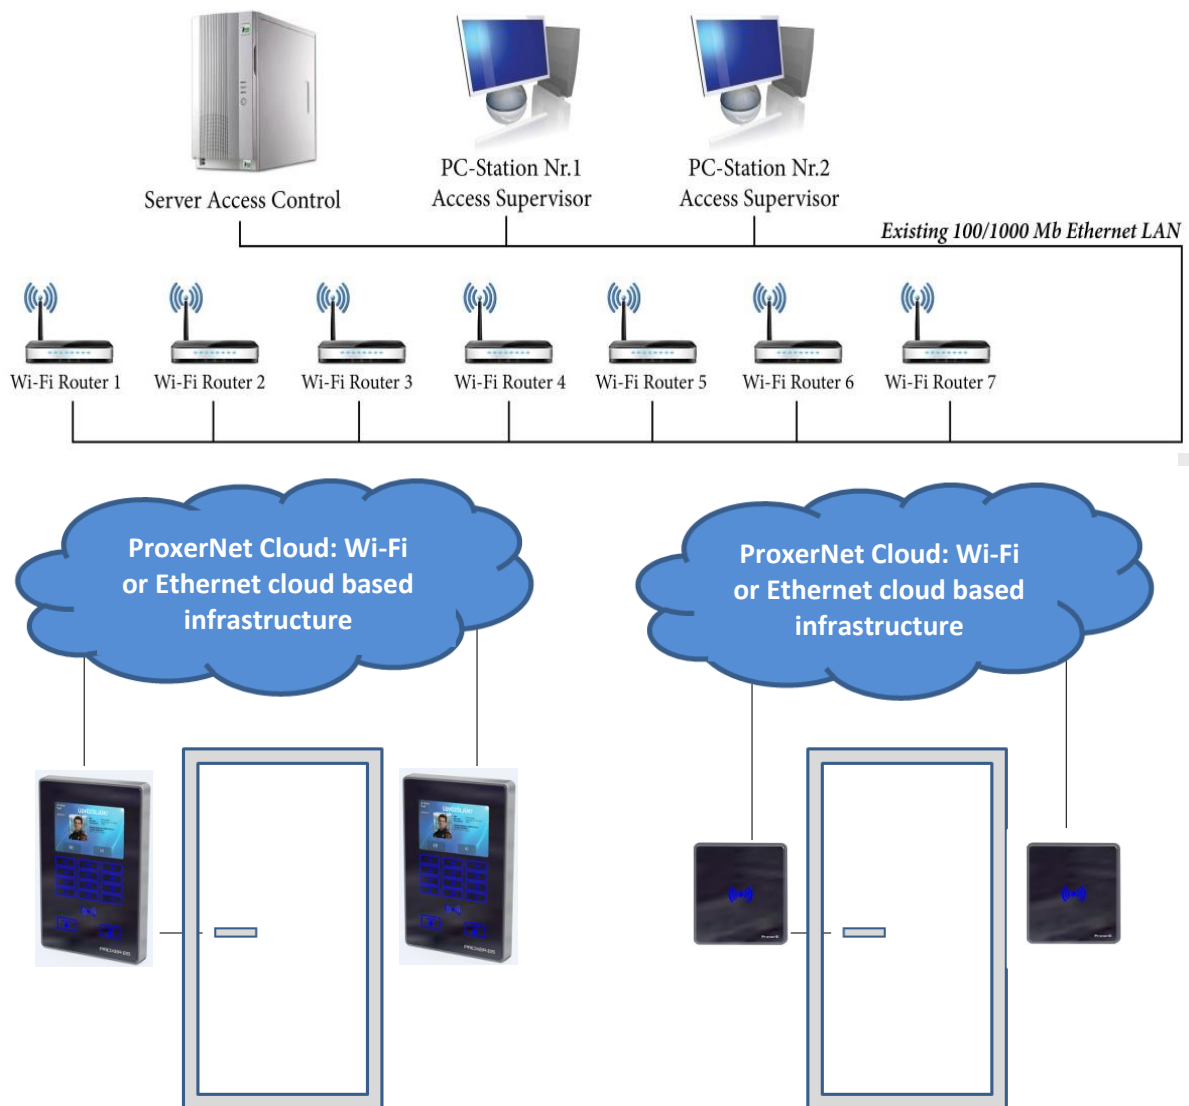 Server Access Control
PC-Station Nr.1
Access Supervisor
PC-Station Nr.2
Access Supervisor
Existing 100/1000 Mb Ethernet LAN
Wi-Fi Router 1
Wi-Fi Router 2
Wi-Fi Router 3
Wi-Fi Router 4
Wi-Fi Router 5
Wi-Fi Router 6
Wi-Fi Router 7
ProxerNet Cloud: Wi-Fi
or Ethernet cloud based
infrastructure
ProxerNet Cloud: Wi-Fi
or Ethernet cloud based
infrastructure